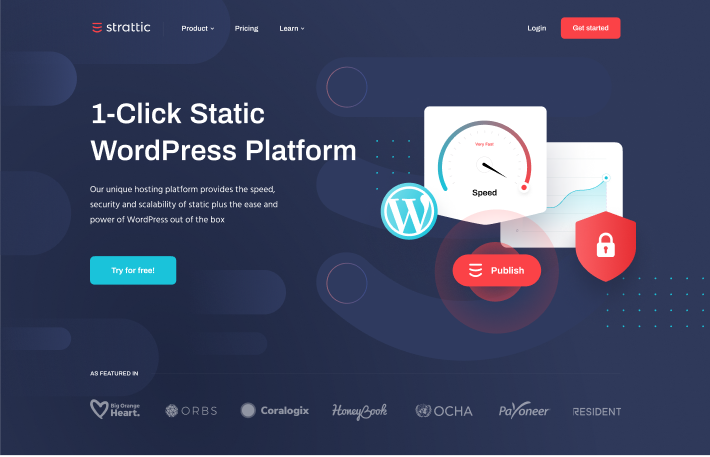 strattic
Product
Pricing
Learn
Login
Get started
1-Click Static
WordPress Platform
Our unique hosting platform provides the speed,
security and scalability of static plus the ease and
power of WordPress out of the box
Try for free!
Very Fast
Speed
W
Publish
AS FEATURED IN
Big Orange
Heart.
ORBS
Coralogix
HoneyBook
OCHA
Payoneer
RESIDENT